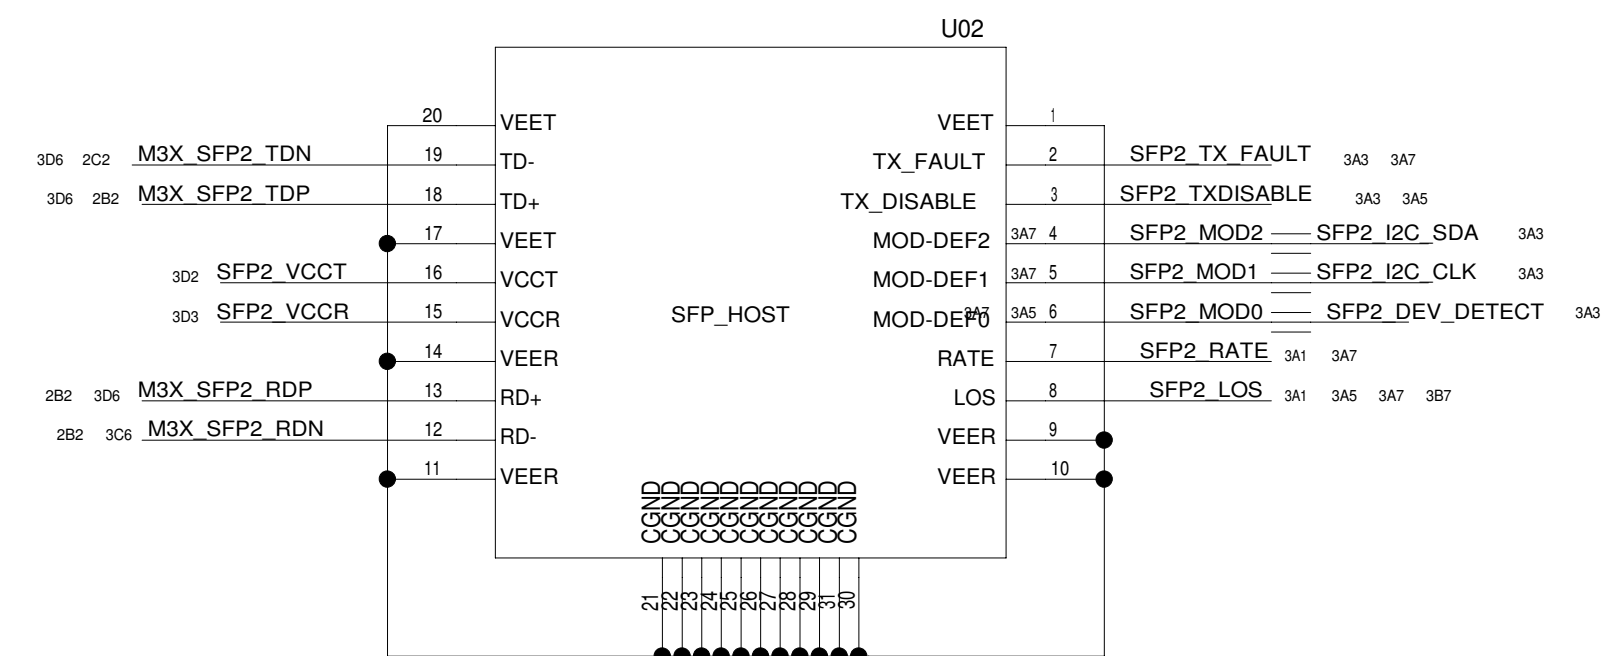 U02
20 VEET VEET 1
3D6 2C2 M3X_SFP2_TDN 19 TD- TX_FAULT 2 SFP2_TX_FAULT 3A3 3A7
3D6 2B2 M3X_SFP2_TDP 18 TD+ TX_DISABLE 3 SFP2_TXDISABLE 3A3 3A5
17 VEET MOD-DEF2 3A7 4 SFP2_MOD2 SFP2_I2C_SDA 3A3
3D2 SFP2_VCCT 16 VCCT MOD-DEF1 3A7 5 SFP2_MOD1 SFP2_I2C_CLK 3A3
3D3 SFP2_VCCR 15 VCCR SFP_HOST MOD-DEF0 3A7 3A5 6 SFP2_MOD0 SFP2_DEV_DETECT 3A3
14 VEER RATE 7 SFP2_RATE 3A1 3A7
2B2 3D6 M3X_SFP2_RDP 13 RD+ LOS 8 SFP2_LOS 3A1 3A5 3A7 3B7
2B2 3C6 M3X_SFP2_RDN 12 RD- VEER 9
11 VEER VEER 10
CGND CGND CGND CGND CGND CGND CGND CGND CGND CGND CGND
21 22 23 24 25 26 27 28 29 31 30